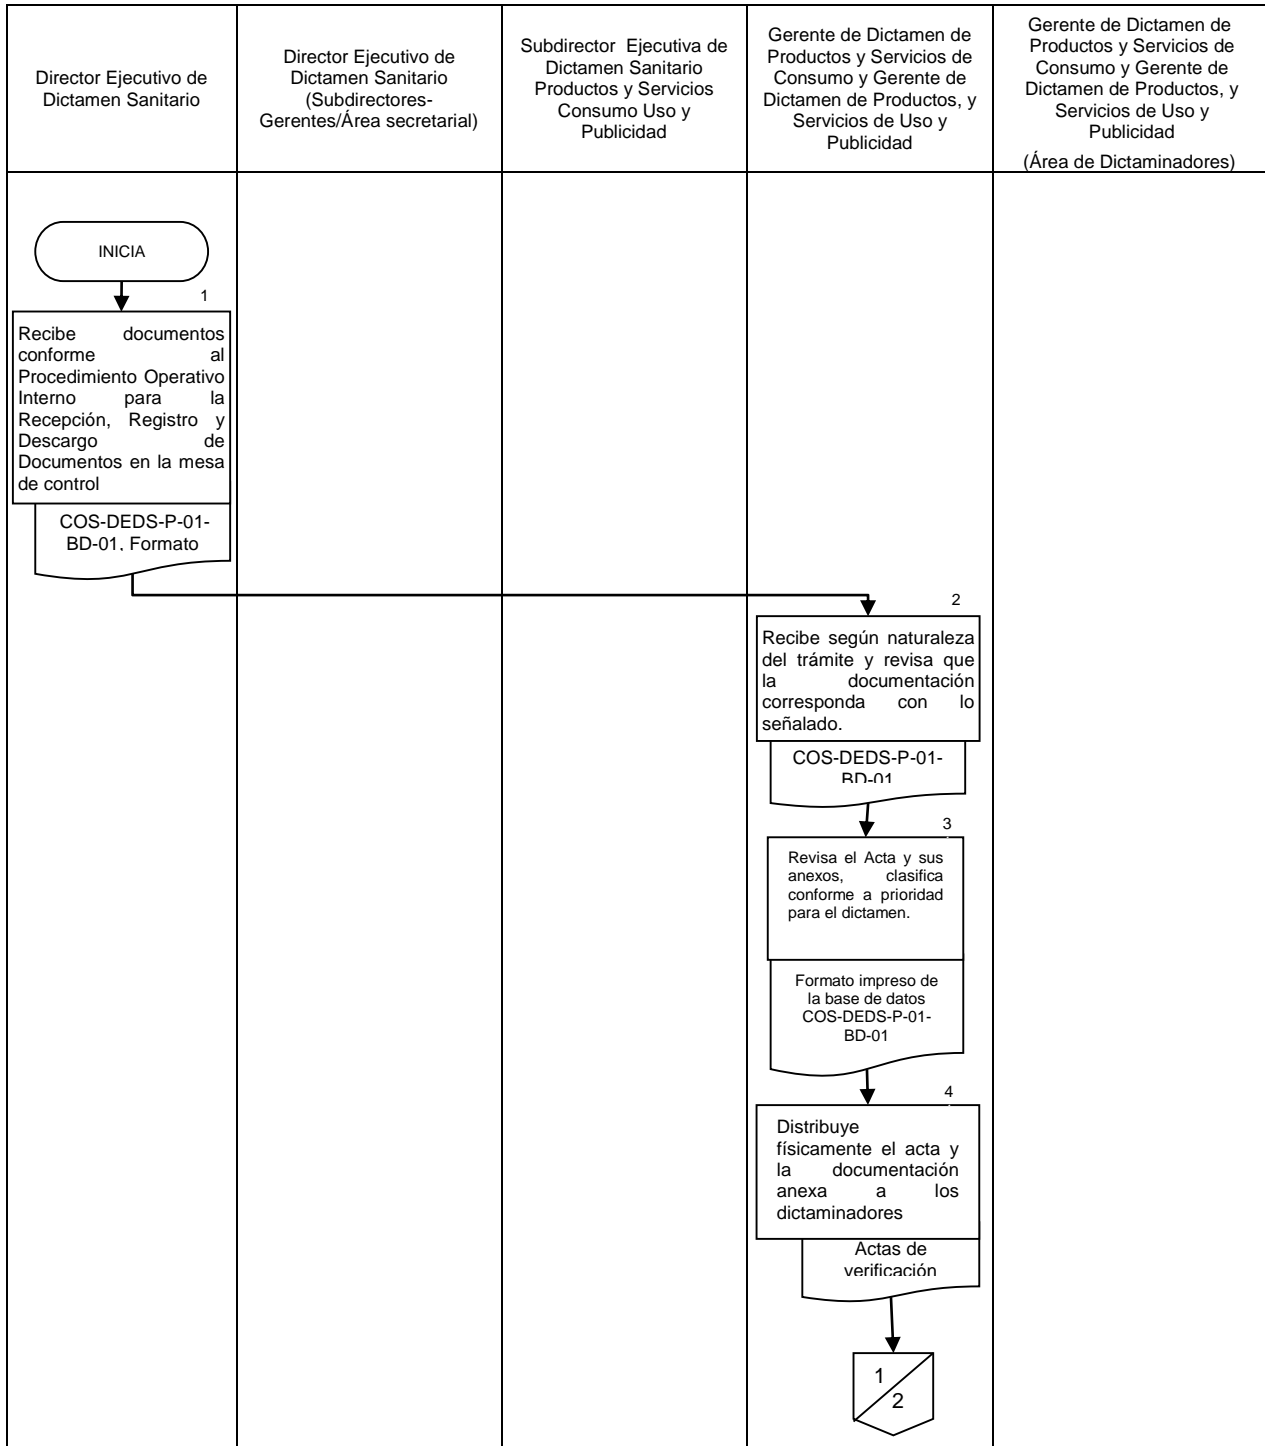 Director Ejecutivo de
Dictamen Sanitario
Director Ejecutivo de
Dictamen Sanitario
(Subdirectores-
Gerentes/Área secretarial)
Subdirector Ejecutiva de
Dictamen Sanitario
Productos y Servicios
Consumo Uso y
Publicidad
Gerente de Dictamen de
Productos y Servicios de
Consumo y Gerente de
Dictamen de Productos, y
Servicios de Uso y
Publicidad
Gerente de Dictamen de
Productos y Servicios de
Consumo y Gerente de
Dictamen de Productos, y
Servicios de Uso y
Publicidad
(Área de Dictaminadores)
INICIA
1
Recibe documentos
conforme al
Procedimiento Operativo
Interno para la
Recepción, Registro y
Descargo de
Documentos en la mesa
de control
COS-DEDS-P-01-
BD-01, Formato
2
Recibe según naturaleza
del trámite y revisa que
la documentación
corresponda con lo
señalado.
COS-DEDS-P-01-
BD-01
3
Revisa el Acta y sus
anexos, clasifica
conforme a prioridad
para el dictamen.
Formato impreso de
la base de datos
COS-DEDS-P-01-
BD-01
4
Distribuye
físicamente el acta y
la documentación
anexa a los
dictaminadores
Actas de
verificación
1
2